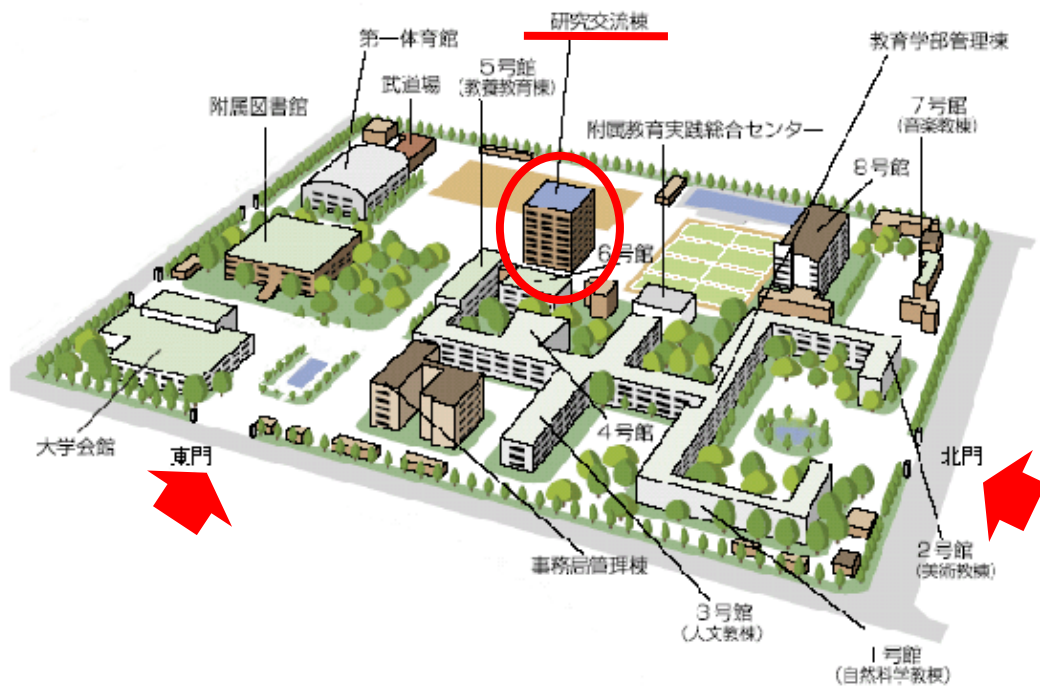 研究交流棟
第一体育館
教育学部管理棟
5号館
(教養教育棟)
武道場
7号館
(音楽教棟)
附属図書館
附属教育実践総合センター
8号館
6号館
大学会館
東門
4号館
北門
事務局管理棟
2号館
(美術教棟)
3号館
(人文教棟)
1号館
(自然科学教棟)